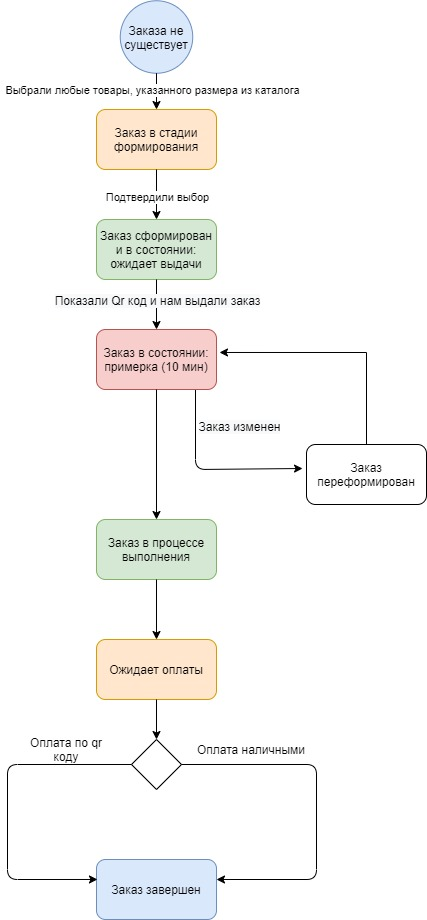 Заказа не
существует
Выбрали любые товары, указанного размера из каталога
Заказ в стадии
формирования
Подтвердили выбор
Заказ сформирован
и в состоянии:
ожидает выдачи
Показали Qr код и нам выдали заказ
Заказ в состоянии:
примерка (10 мин)
Заказ изменен
Заказ
переформирован
Заказ в процессе
выполнения
Ожидает оплаты
Оплата по qr
коду
Оплата наличными
Заказ завершен